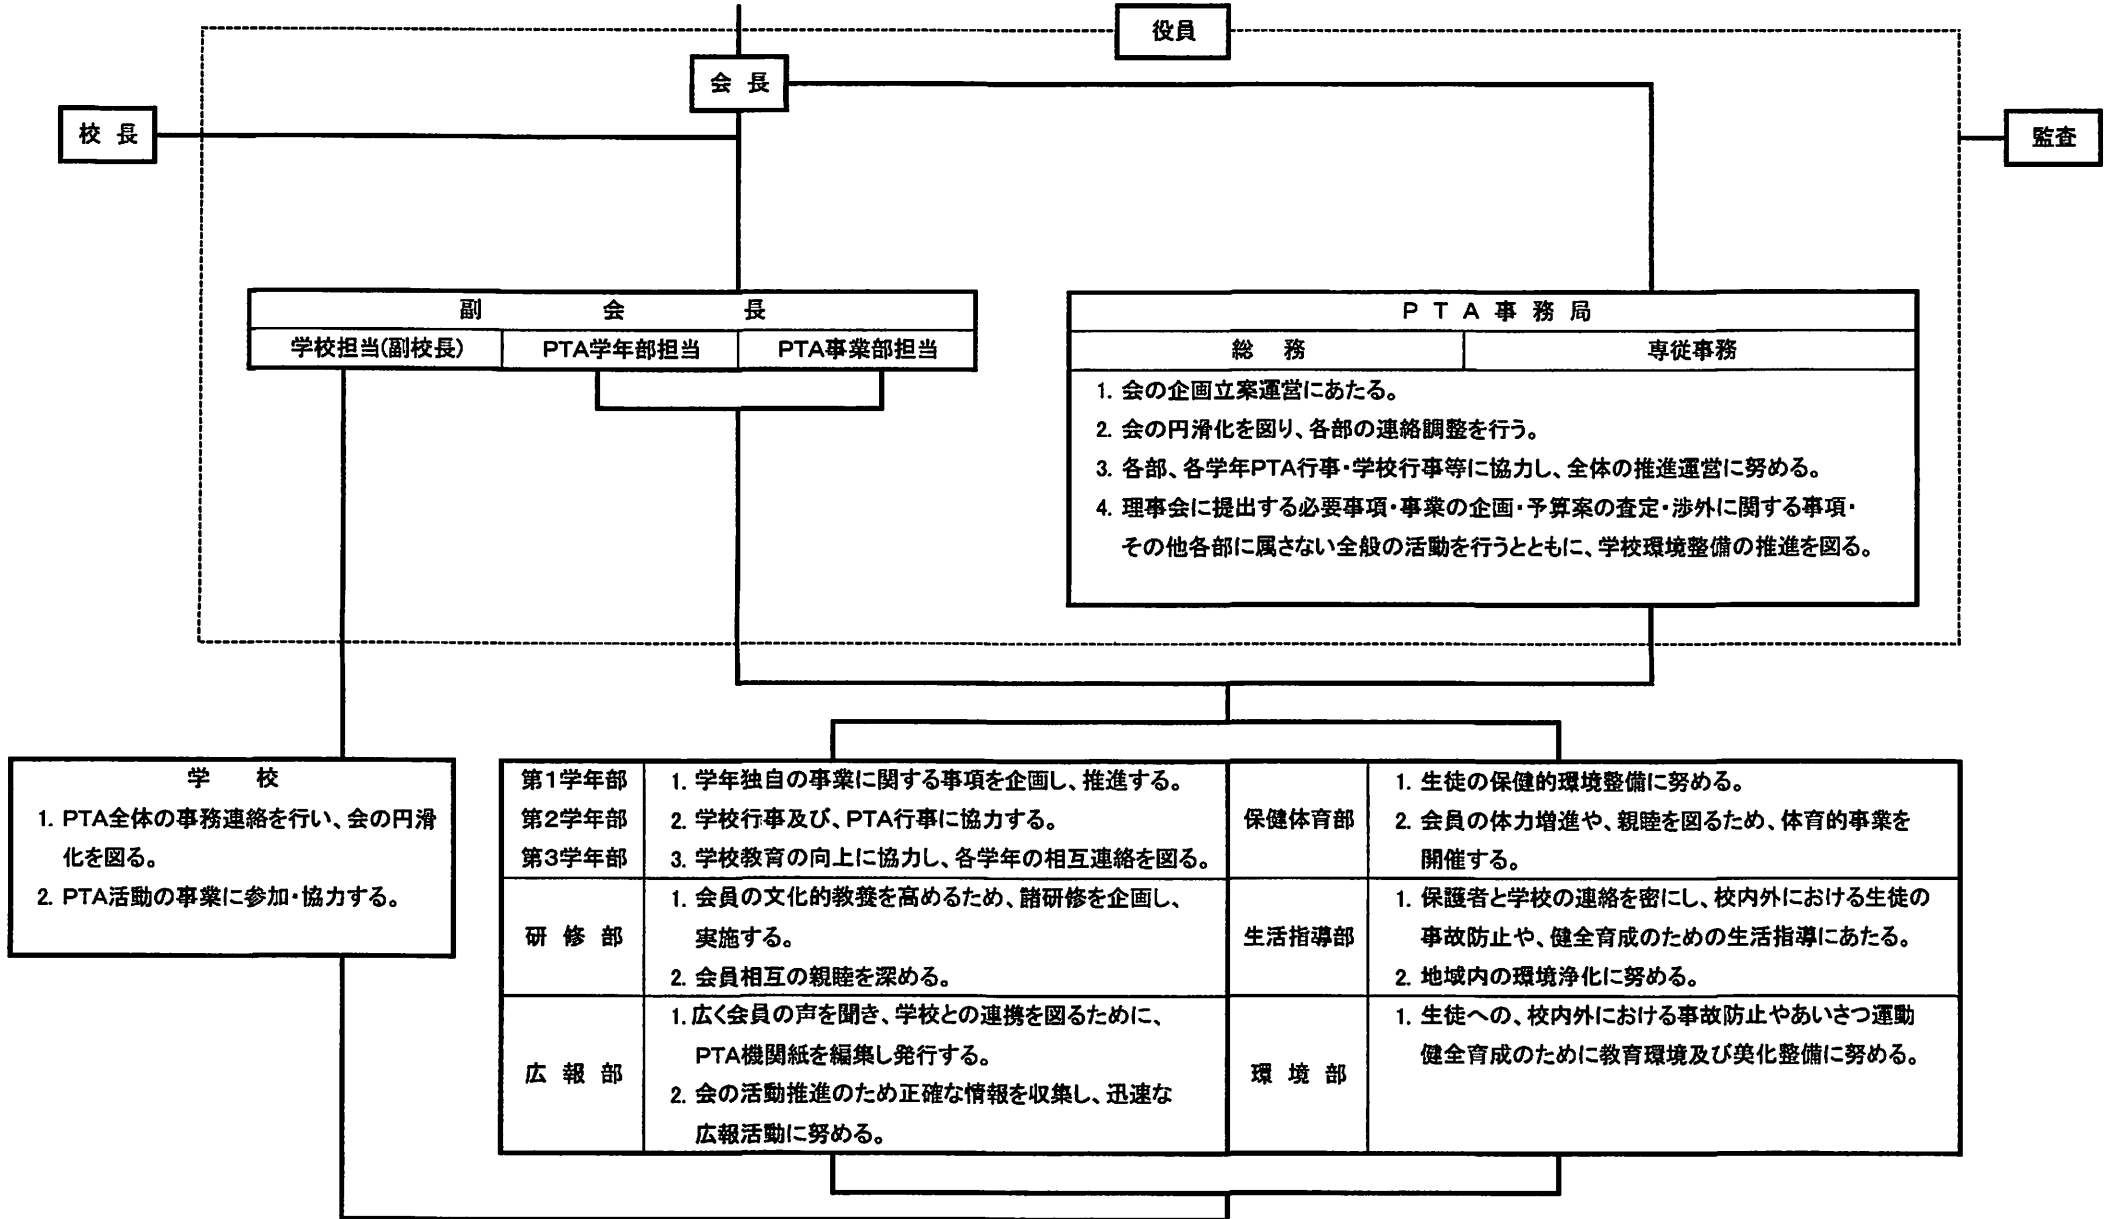 役員
会 長
校 長
監査
副 会 長
学校担当(副校長)
PTA学年部担当
PTA事業部担当
P T A 事 務 局
総 務
専従事務
1. 会の企画立案運営にあたる。
2. 会の円滑化を図り、各部の連絡調整を行う。
3. 各部、各学年PTA行事・学校行事等に協力し、全体の推進運営に努める。
4. 理事会に提出する必要事項・事業の企画・予算案の査定・渉外に関する事項・
その他各部に属さない全般の活動を行うとともに、学校環境整備の推進を図る。
学 校
1. PTA全体の事務連絡を行い、会の円滑
化を図る。
2. PTA活動の事業に参加・協力する。
第1学年部
第2学年部
第3学年部
1. 学年独自の事業に関する事項を企画し、推進する。
2. 学校行事及び、PTA行事に協力する。
3. 学校教育の向上に協力し、各学年の相互連絡を図る。
研 修 部
1. 会員の文化的教養を高めるため、諸研修を企画し、
実施する。
2. 会員相互の親睦を深める。
広 報 部
1. 広く会員の声を聞き、学校との連携を図るために、
PTA機関紙を編集し発行する。
2. 会の活動推進のため正確な情報を収集し、迅速な
広報活動に努める。
保健体育部
1. 生徒の保健的環境整備に努める。
2. 会員の体力増進や、親睦を図るため、体育的事業を
開催する。
生活指導部
1. 保護者と学校の連絡を密にし、校内外における生徒の
事故防止や、健全育成のための生活指導にあたる。
2. 地域内の環境浄化に努める。
環 境 部
1. 生徒への、校内外における事故防止やあいさつ運動
健全育成のために教育環境及び美化整備に努める。